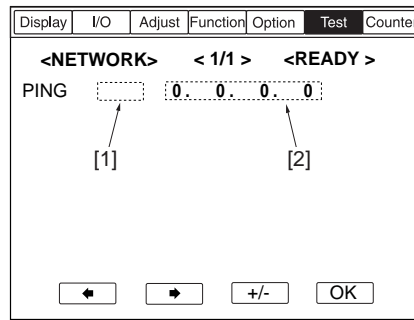 Display I/O Adjust Function Option Test Counter
<NETWORK> < 1/1 > <READY >
PING 0. 0. 0. 0
[1] [2]
+/- OK